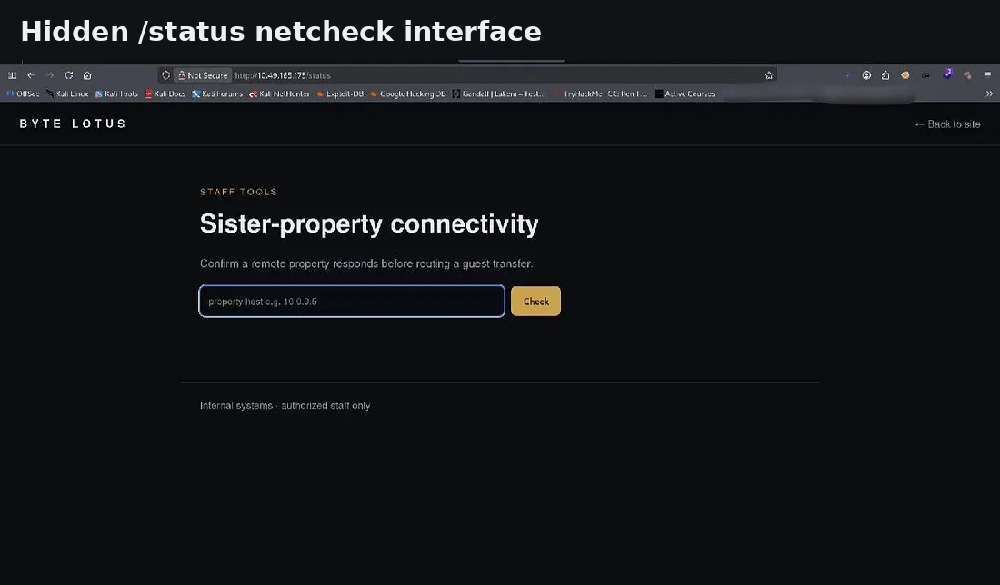 Hidden /status netcheck interface
Not Secure http://10.49.165.175/status
OffSec Kali Linux Kali Tools Kali Docs Kali Forums Kali NetHunter Exploit-DB Google Hacking DB Gandalf | Lakera – Test... TryHackMe | CC: Pen T... Active Courses
BYTE LOTUS
← Back to site
STAFF TOOLS
Sister-property connectivity
Confirm a remote property responds before routing a guest transfer.
property host e.g. 10.0.0.5
Check
Internal systems · authorized staff only